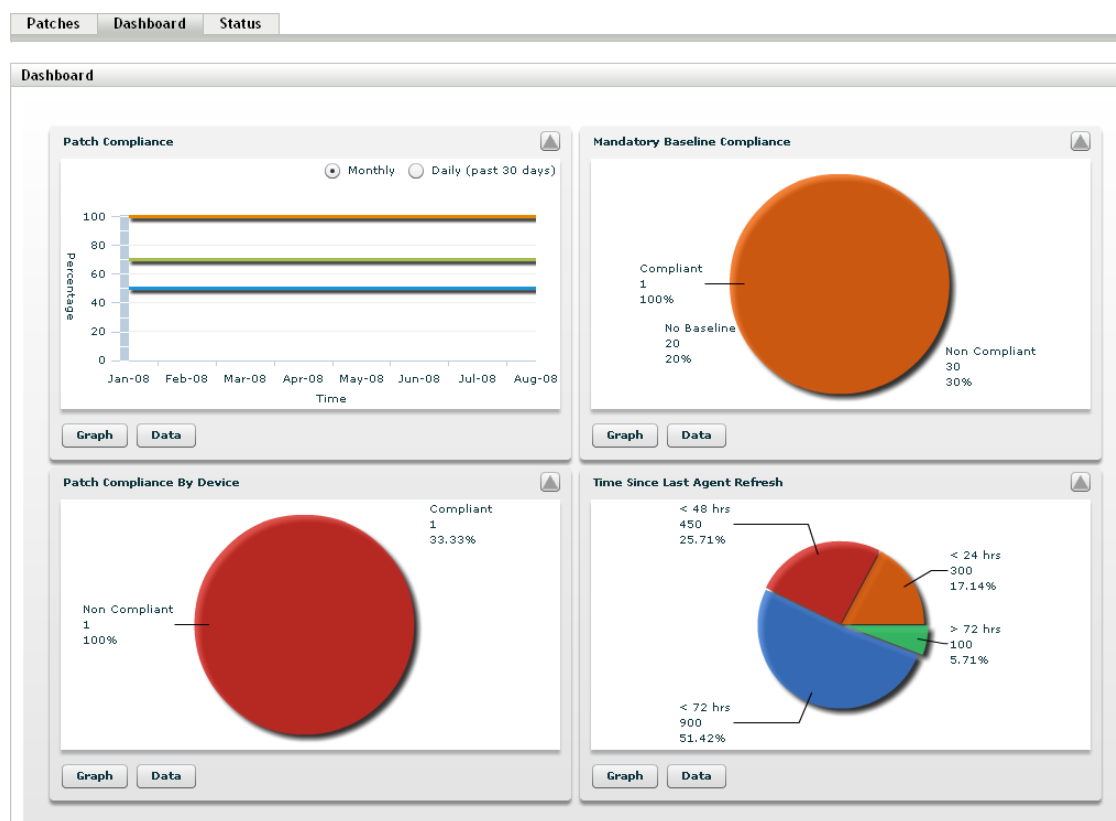 Patches Dashboard Status
Dashboard
Patch Compliance
Monthly Daily (past 30 days)
100
80
60
40
20
0
Percentage
Jan-08 Feb-08 Mar-08 Apr-08 May-08 Jun-08 Jul-08 Aug-08
Time
Graph Data
Mandatory Baseline Compliance
Compliant
1
100%
No Baseline
20
20%
Non Compliant
30
30%
Graph Data
Patch Compliance By Device
Compliant
1
33.33%
Non Compliant
1
100%
Graph Data
Time Since Last Agent Refresh
< 48 hrs
450
25.71%
< 24 hrs
300
17.14%
> 72 hrs
100
5.71%
< 72 hrs
900
51.42%
Graph Data